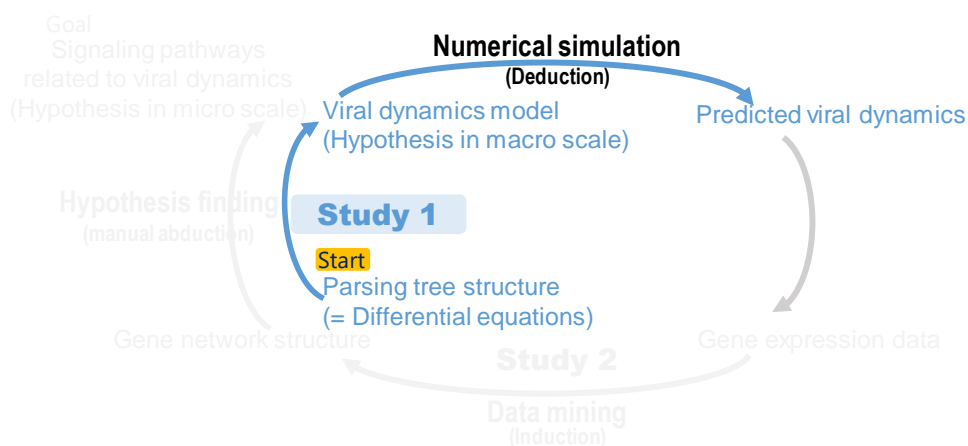 Goal
Signaling pathways
related to viral dynamics
(Hypothesis in micro scale)
Numerical simulation
(Deduction)
Viral dynamics model
(Hypothesis in macro scale)
Predicted viral dynamics
Hypothesis finding
(manual abduction)
Study 1
Start
Parsing tree structure
(= Differential equations)
Gene network structure
Gene expression data
Study 2
Data mining
(Induction)